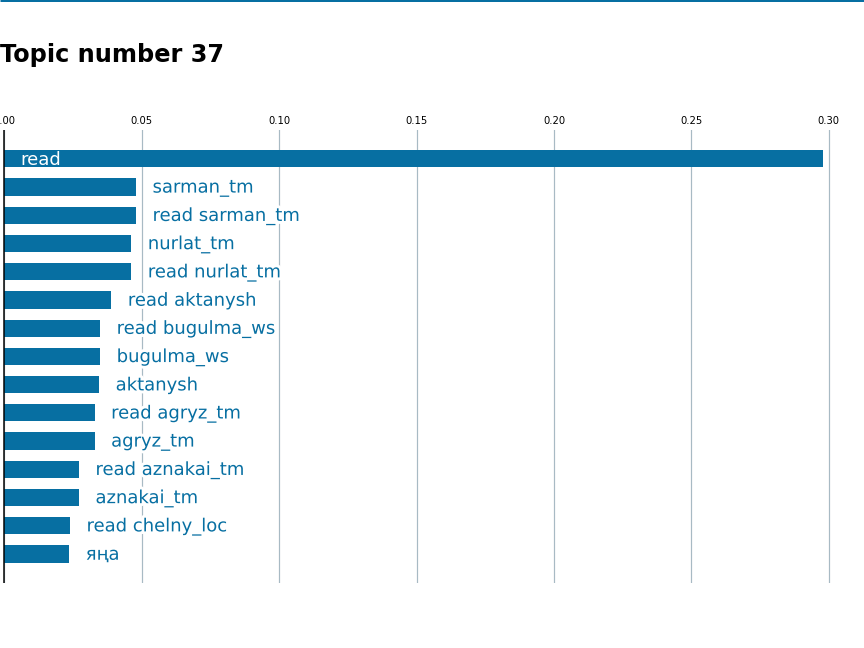 Topic number 37
.00 0.05 0.10 0.15 0.20 0.25 0.30
read
sarman_tm
read sarman_tm
nurlat_tm
read nurlat_tm
read aktanysh
read bugulma_ws
bugulma_ws
aktanysh
read agryz_tm
agryz_tm
read aznakai_tm
aznakai_tm
read chelny_loc
яңа